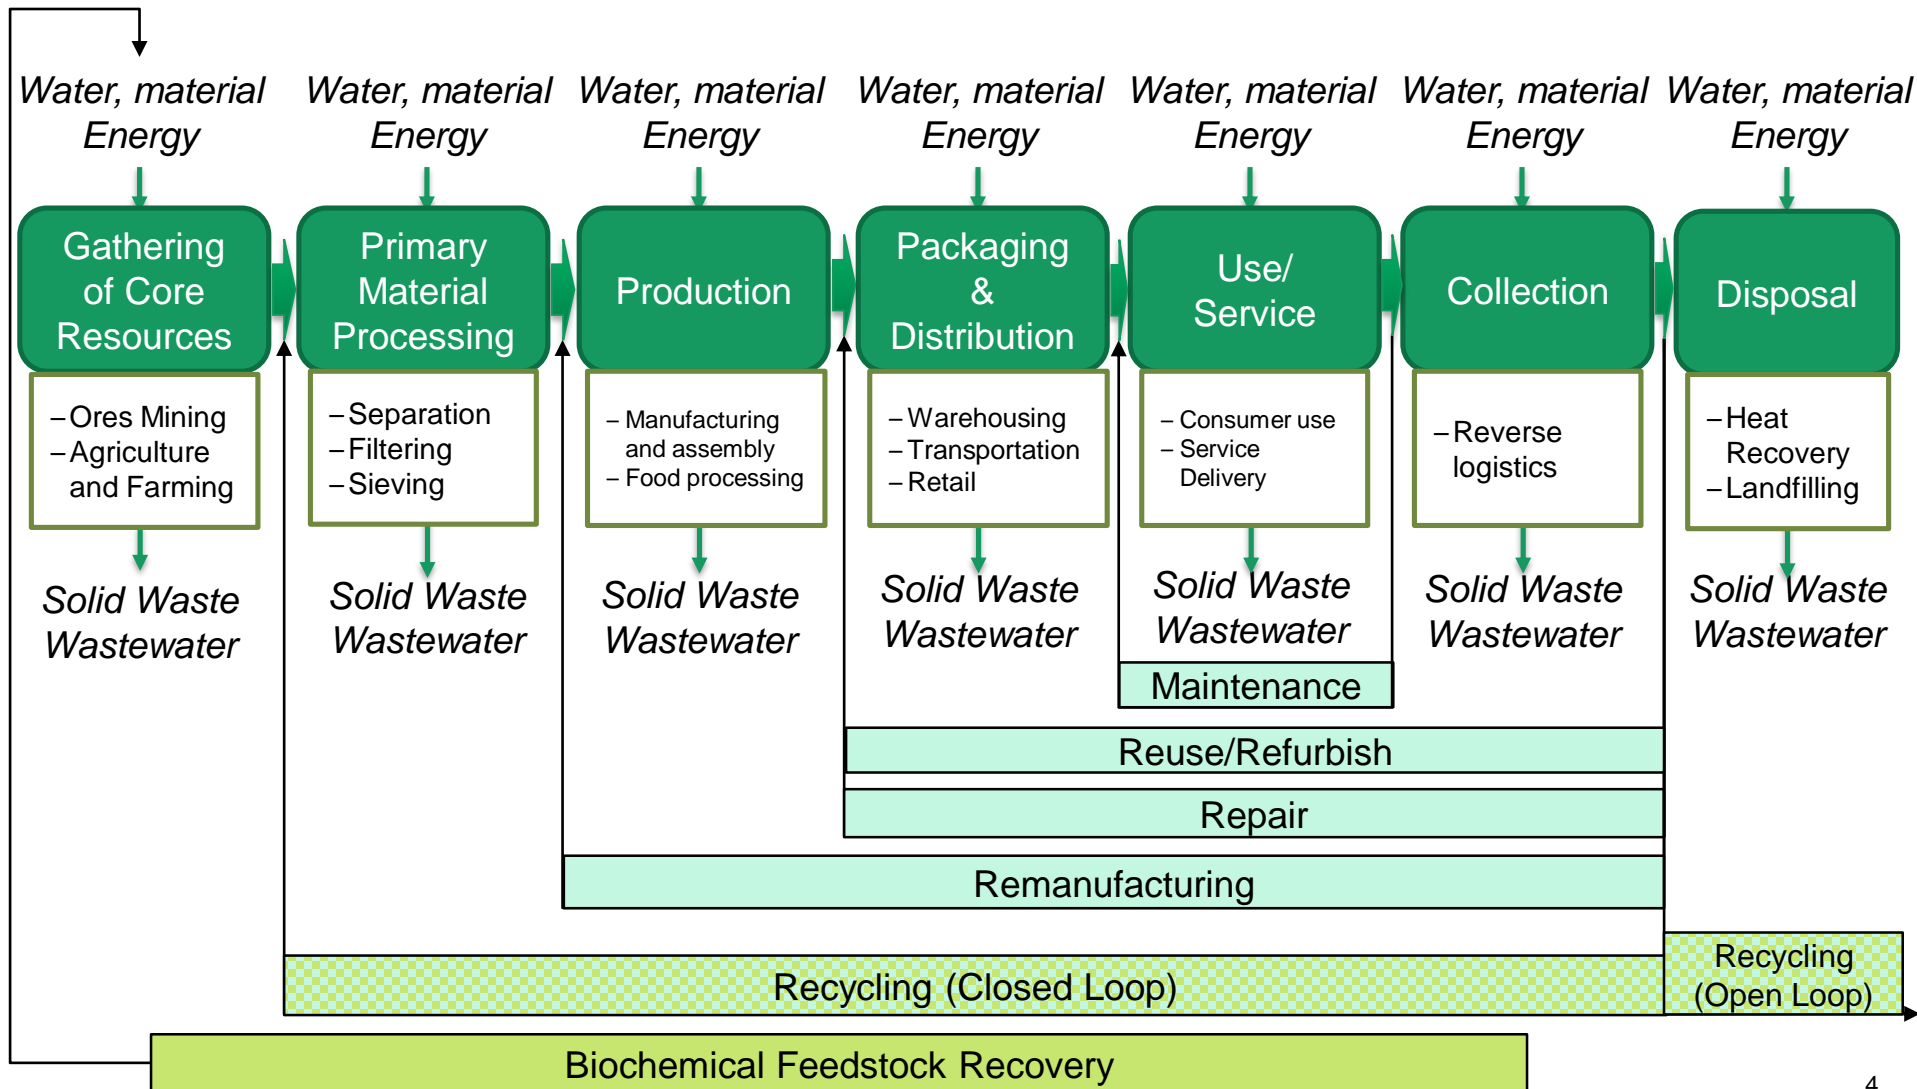 Water, material
Energy
Water, material
Energy
Water, material
Energy
Water, material
Energy
Water, material
Energy
Water, material
Energy
Water, material
Energy
Gathering
of Core
Resources
Primary
Material
Processing
Production
Packaging
&
Distribution
Use/
Service
Collection
Disposal
–Ores Mining
–Agriculture
and Farming
–Separation
–Filtering
–Sieving
– Manufacturing
and assembly
– Food processing
–Warehousing
–Transportation
–Retail
– Consumer use
– Service
Delivery
–Reverse
logistics
–Heat
Recovery
–Landfilling
Solid Waste
Wastewater
Solid Waste
Wastewater
Solid Waste
Wastewater
Solid Waste
Wastewater
Solid Waste
Wastewater
Solid Waste
Wastewater
Solid Waste
Wastewater
Maintenance
Reuse/Refurbish
Repair
Remanufacturing
Recycling (Closed Loop)
Recycling
(Open Loop)
Biochemical Feedstock Recovery
4